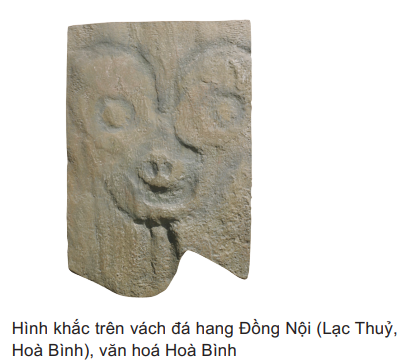 Hình khắc trên vách đá hang Đồng Nội (Lạc Thuỷ,
Hoà Bình), văn hoá Hoà Bình